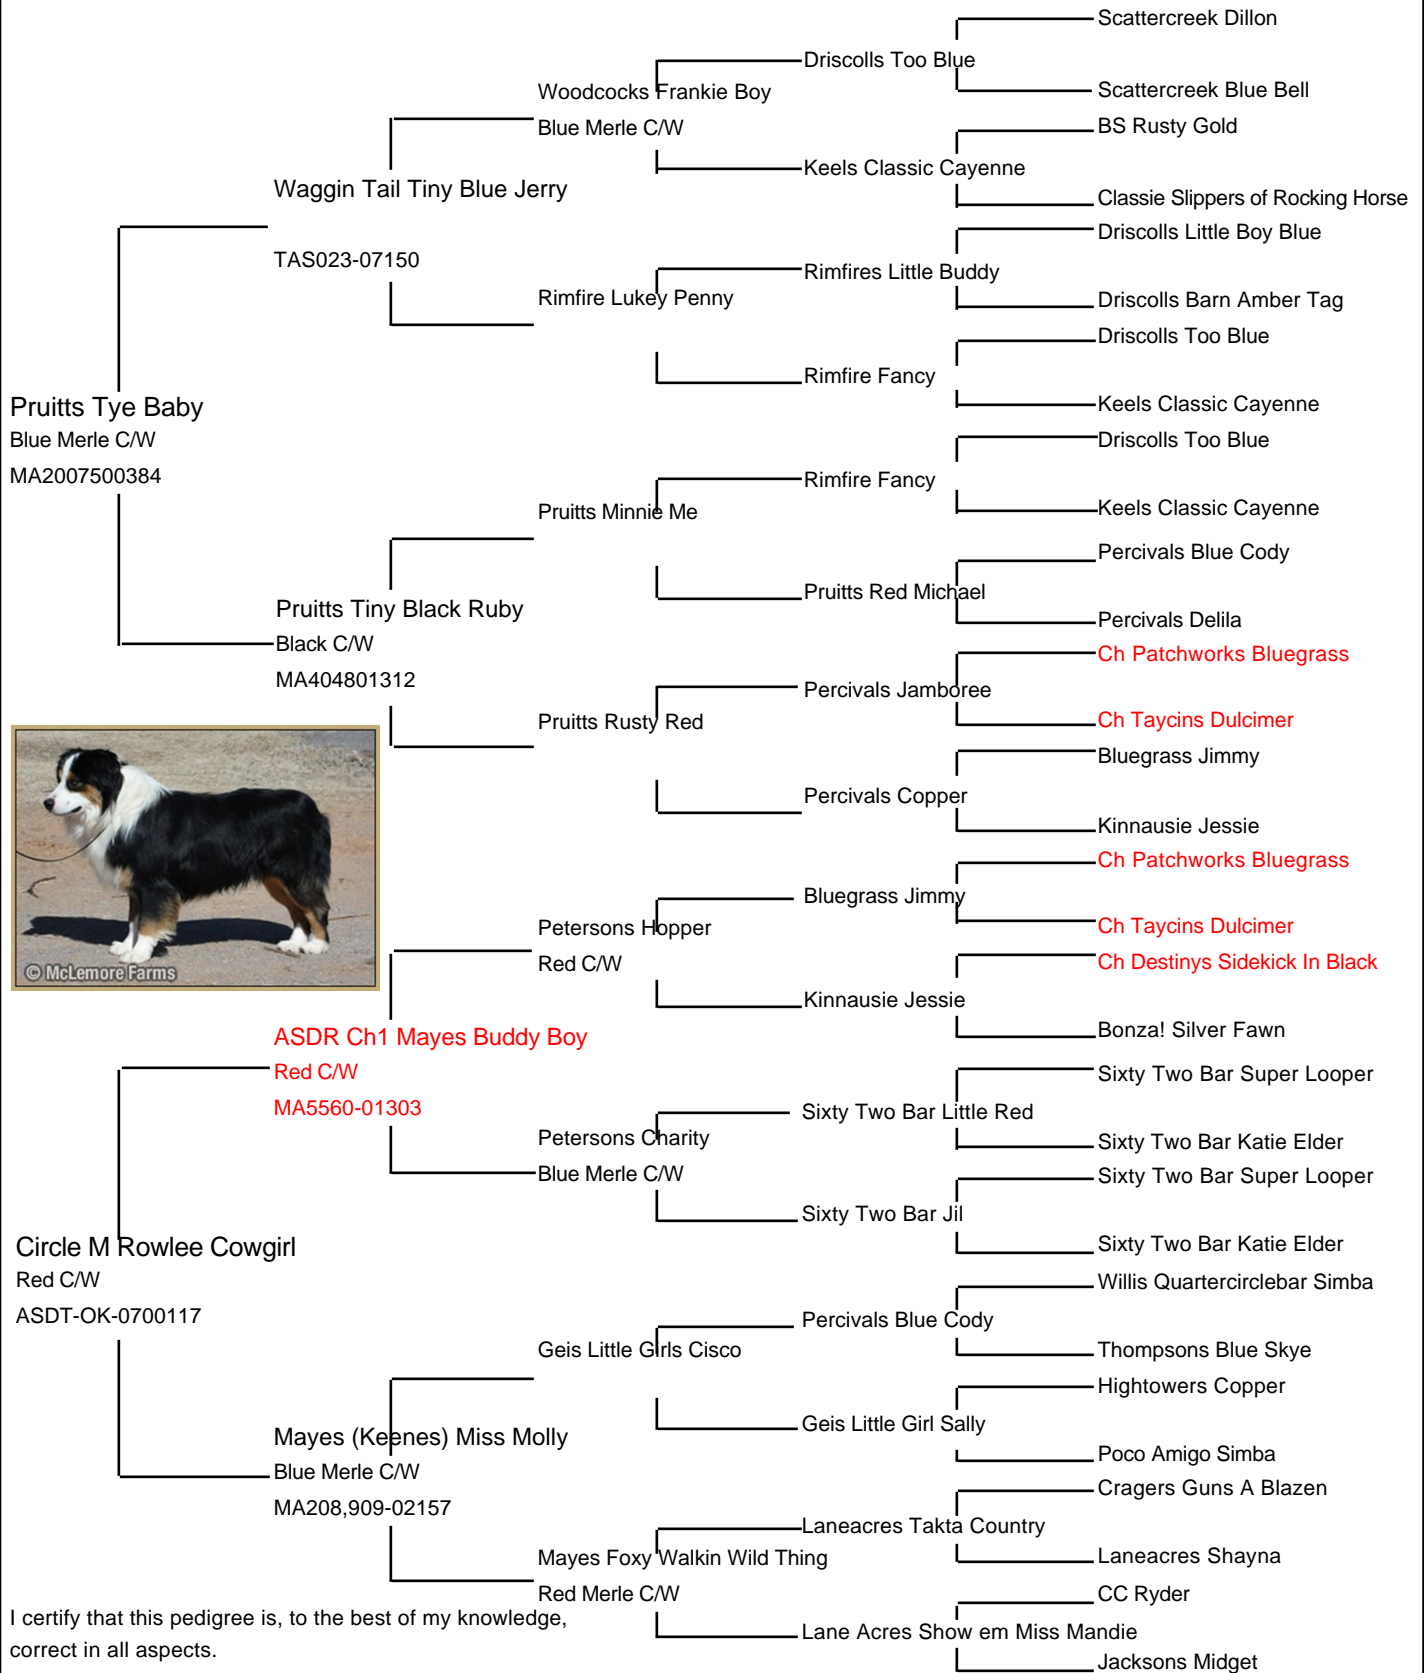 Scattercreek Dillon
Driscolls Too Blue
Woodcocks Frankie Boy
Scattercreek Blue Bell
Blue Merle C/W
BS Rusty Gold
Keels Classic Cayenne
Waggin Tail Tiny Blue Jerry
Classie Slippers of Rocking Horse
Driscolls Little Boy Blue
TAS023-07150
Rimfires Little Buddy
Rimfire Lukey Penny
Driscolls Barn Amber Tag
Driscolls Too Blue
Rimfire Fancy
Keels Classic Cayenne
Pruitts Tye Baby
Blue Merle C/W
MA2007500384
Driscolls Too Blue
Rimfire Fancy
Pruitts Minnie Me
Keels Classic Cayenne
Percivals Blue Cody
Pruitts Red Michael
Pruitts Tiny Black Ruby
Percivals Delila
Black C/W
MA404801312
Ch Patchworks Bluegrass
Percivals Jamboree
Pruitts Rusty Red
Ch Taycins Dulcimer
Bluegrass Jimmy
Percivals Copper
Kinnausie Jessie
© McLemore Farms
Ch Patchworks Bluegrass
Bluegrass Jimmy
Petersons Hopper
Ch Taycins Dulcimer
Red C/W
Ch Destinys Sidekick In Black
Kinnausie Jessie
ASDR Ch1 Mayes Buddy Boy
Bonza! Silver Fawn
Red C/W
MA5560-01303
Sixty Two Bar Super Looper
Sixty Two Bar Little Red
Petersons Charity
Sixty Two Bar Katie Elder
Blue Merle C/W
Sixty Two Bar Super Looper
Sixty Two Bar Jil
Sixty Two Bar Katie Elder
Circle M Rowlee Cowgirl
Red C/W
ASDT-OK-0700117
Willis Quartercirclebar Simba
Percivals Blue Cody
Geis Little Girls Cisco
Thompsons Blue Skye
Hightowers Copper
Geis Little Girl Sally
Mayes (Keenes) Miss Molly
Poco Amigo Simba
Blue Merle C/W
MA208,909-02157
Cragers Guns A Blazen
Laneacres Takta Country
Mayes Foxy Walkin Wild Thing
Laneacres Shayna
Red Merle C/W
CC Ryder
Lane Acres Show em Miss Mandie
Jacksons Midget
I certify that this pedigree is, to the best of my knowledge,
correct in all aspects.